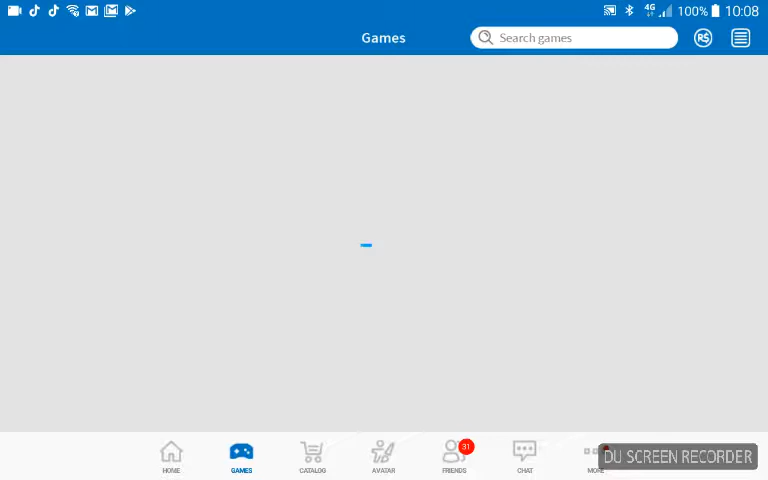 4G 100% 10:08
Games
Search games
R$
HOME
GAMES
CATALOG
AVATAR
31
FRIENDS
CHAT
MORE
DU SCREEN RECORDER